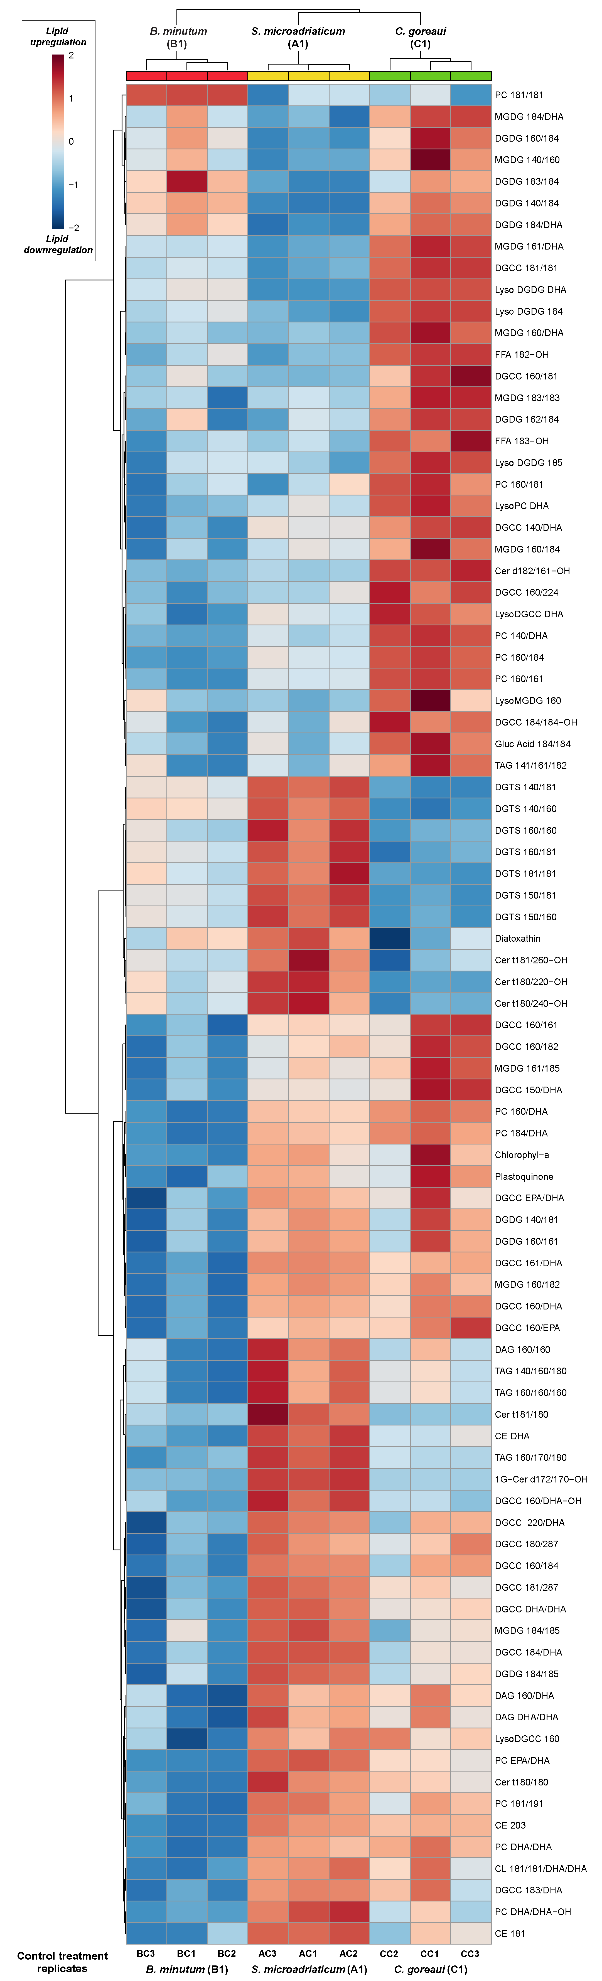 Lipid
upregulation
2
1
0
−1
−2
Lipid
downregulation
B. minutum
(B1)
S. microadriaticum
(A1)
C. goreaui
(C1)
PC 181/181
MGDG 184/DHA
DGDG 160/184
MGDG 140/160
DGDG 183/184
DGDG 140/184
DGDG 184/DHA
MGDG 161/DHA
DGCC 181/181
Lyso DGDG DHA
Lyso DGDG 184
MGDG 160/DHA
FFA 182−OH
DGCC 160/181
MGDG 183/183
DGDG 162/184
FFA 183−OH
Lyso DGDG 185
PC 160/181
LysoPC DHA
DGCC 140/DHA
MGDG 160/184
Cer d182/161−OH
DGCC 160/224
LysoDGCC DHA
PC 140/DHA
PC 160/184
PC 160/161
LysoMGDG 160
DGCC 184/184−OH
Gluc Acid 184/184
TAG 141/161/162
DGTS 140/181
DGTS 140/160
DGTS 160/160
DGTS 160/181
DGTS 181/181
DGTS 150/181
DGTS 150/160
Diatoxathin
Cer t181/260−OH
Cer t180/220−OH
Cer t180/240−OH
DGCC 160/161
DGCC 160/182
MGDG 161/185
DGCC 150/DHA
PC 160/DHA
PC 184/DHA
Chlorophyl−a
Plastoquinone
DGCC EPA/DHA
DGDG 140/181
DGDG 160/161
DGCC 161/DHA
MGDG 160/182
DGCC 160/DHA
DGCC 160/EPA
DAG 160/160
TAG 140/160/180
TAG 160/160/160
Cer t181/180
CE DHA
TAG 160/170/180
1G−Cer d172/170−OH
DGCC 160/DHA−OH
DGCC 220/DHA
DGCC 180/287
DGCC 160/184
DGCC 181/287
DGCC DHA/DHA
MGDG 184/185
DGCC 184/DHA
DGDG 184/185
DAG 160/DHA
DAG DHA/DHA
LysoDGCC 160
PC EPA/DHA
Cer t180/180
PC 181/191
CE 203
PC DHA/DHA
CL 181/181/DHA/DHA
DGCC 183/DHA
PC DHA/DHA−OH
CE 181
Control treatment
replicates
BC3 BC1 BC2 AC3 AC1 AC2 CC2 CC1 CC3
B. minutum (B1) S. microadriaticum (A1) C. goreaui (C1)